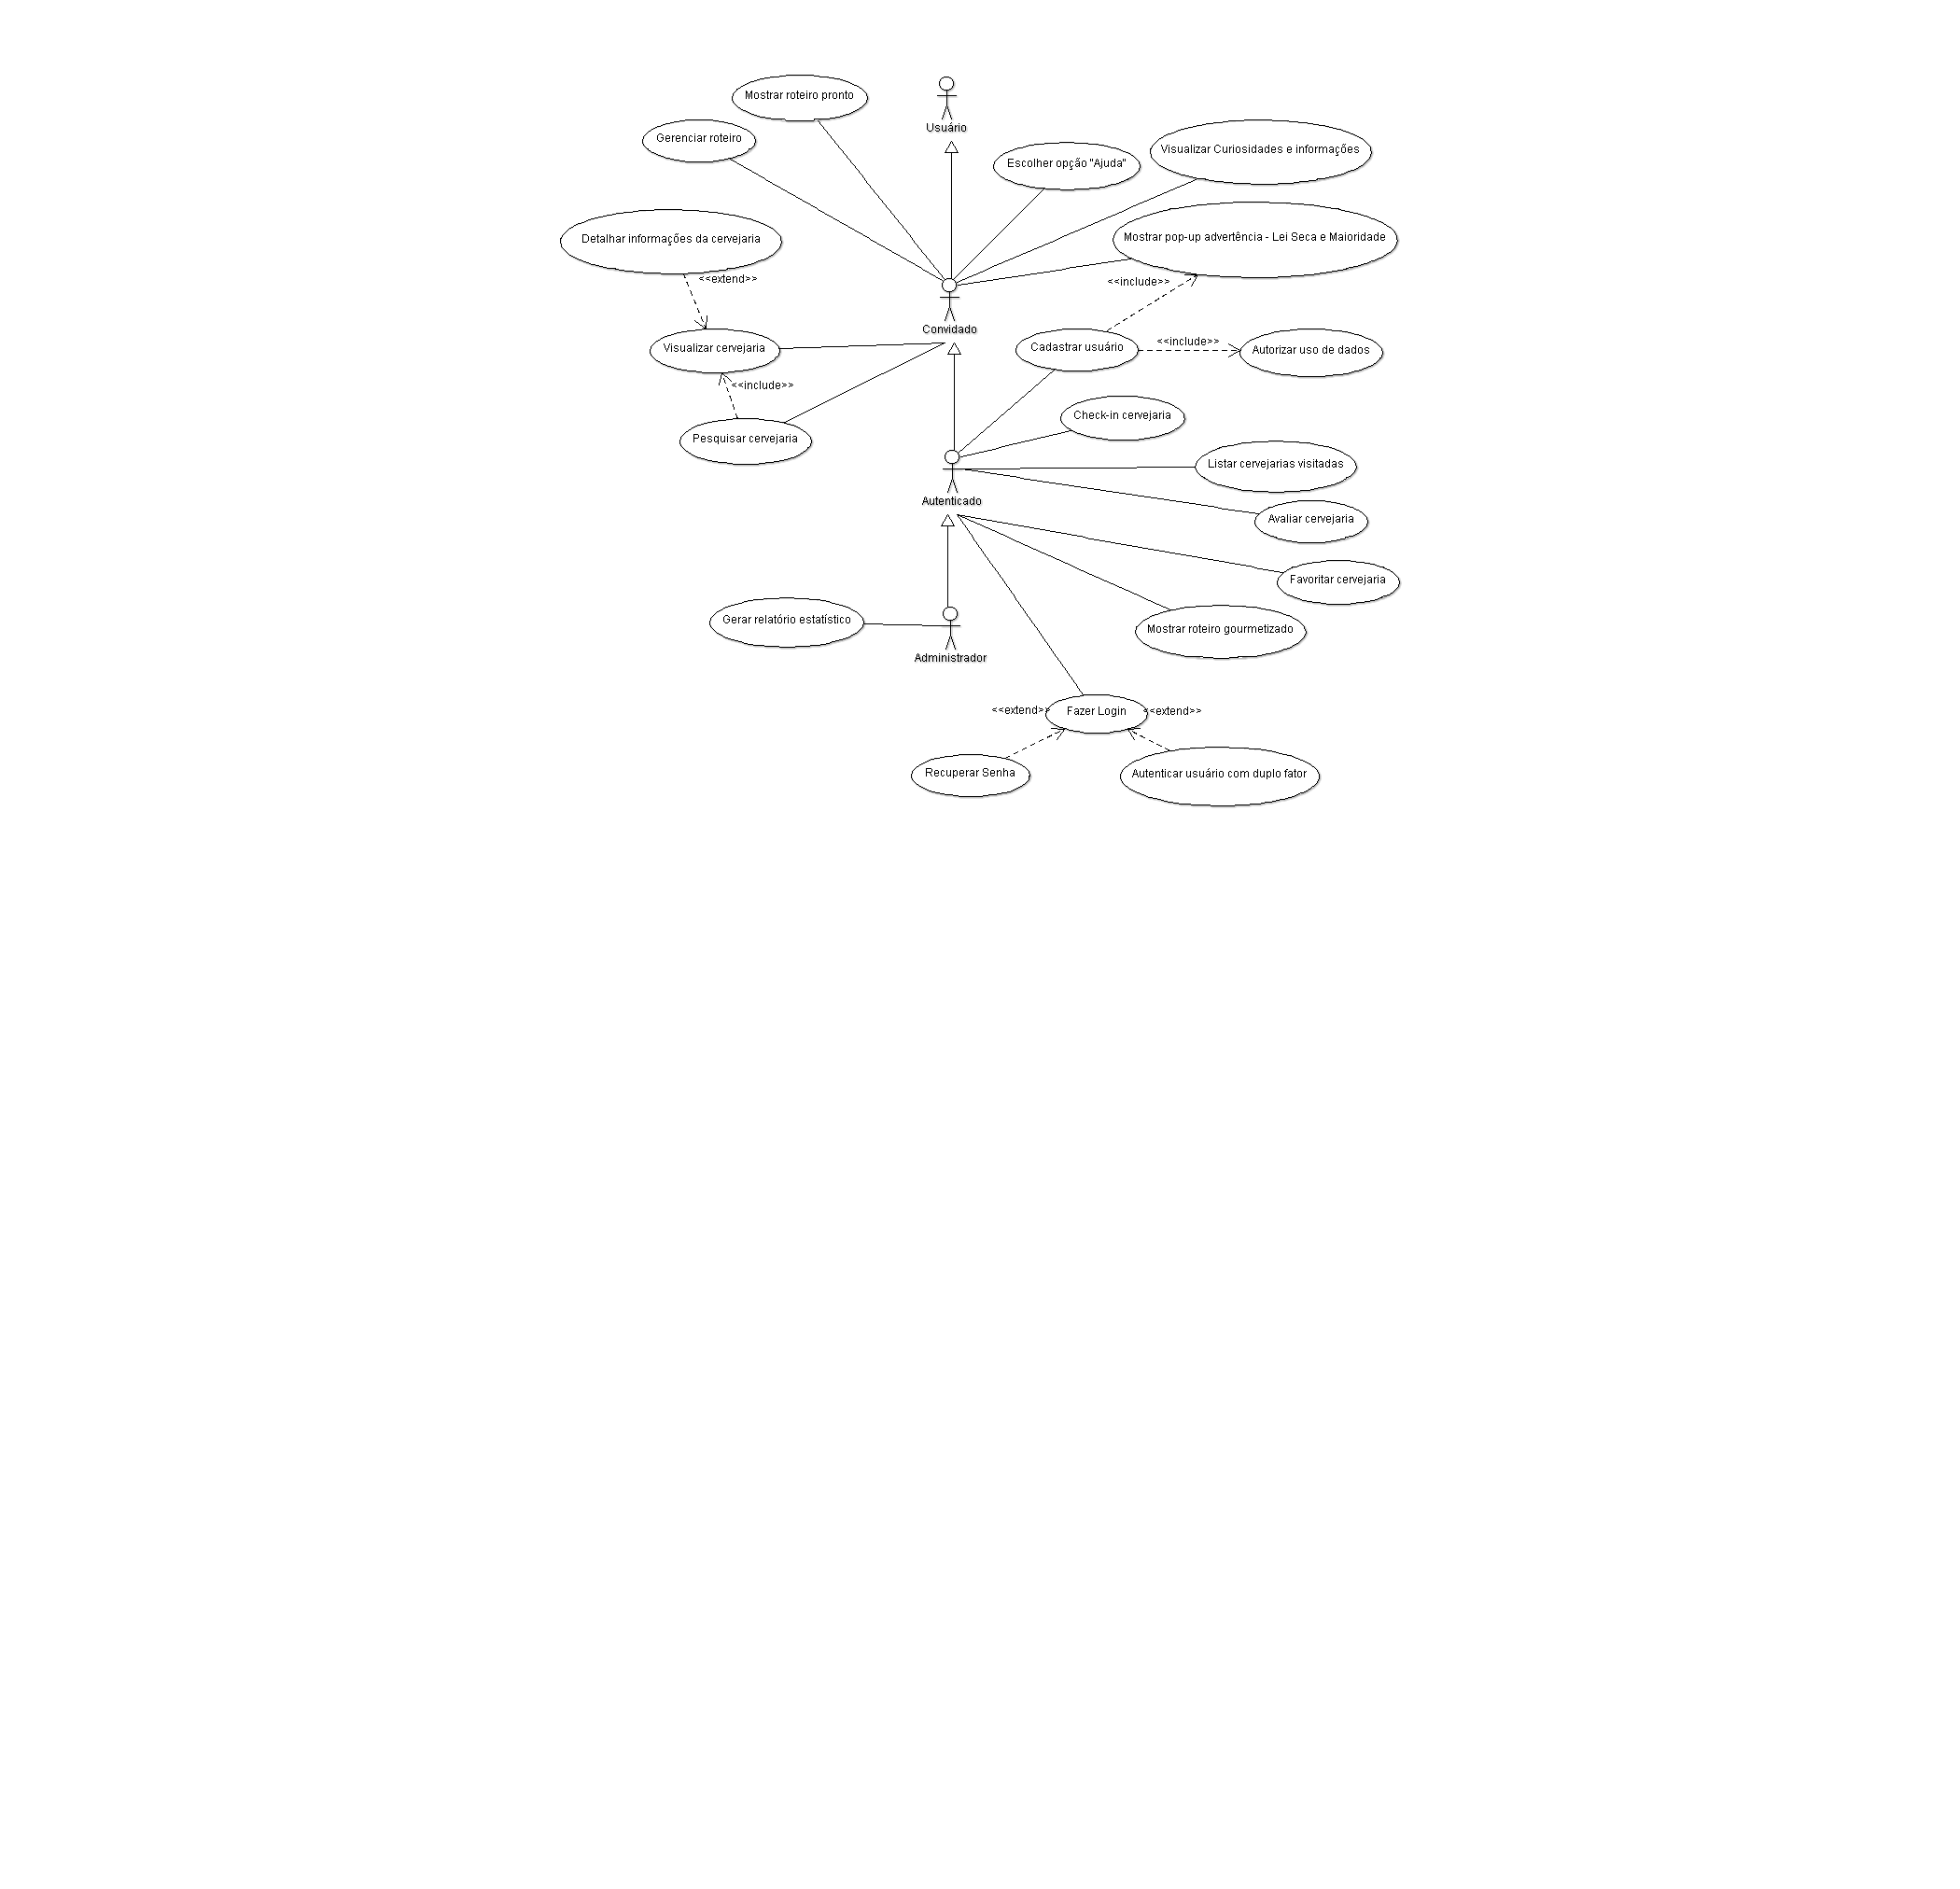 Mostrar roteiro pronto
Usuário
Gerenciar roteiro
Escolher opção "Ajuda"
Visualizar Curiosidades e informações
Detalhar informações da cervejaria
Mostrar pop-up advertência - Lei Seca e Maioridade
<<extend>>
<<include>>
Convidado
Visualizar cervejaria
Cadastrar usuário
<<include>>
Autorizar uso de dados
<<include>>
Pesquisar cervejaria
Check-in cervejaria
Listar cervejarias visitadas
Autenticado
Avaliar cervejaria
Favoritar cervejaria
Gerar relatório estatístico
Mostrar roteiro gourmetizado
Administrador
<<extend>>
Fazer Login
<<extend>>
Recuperar Senha
Autenticar usuário com duplo fator